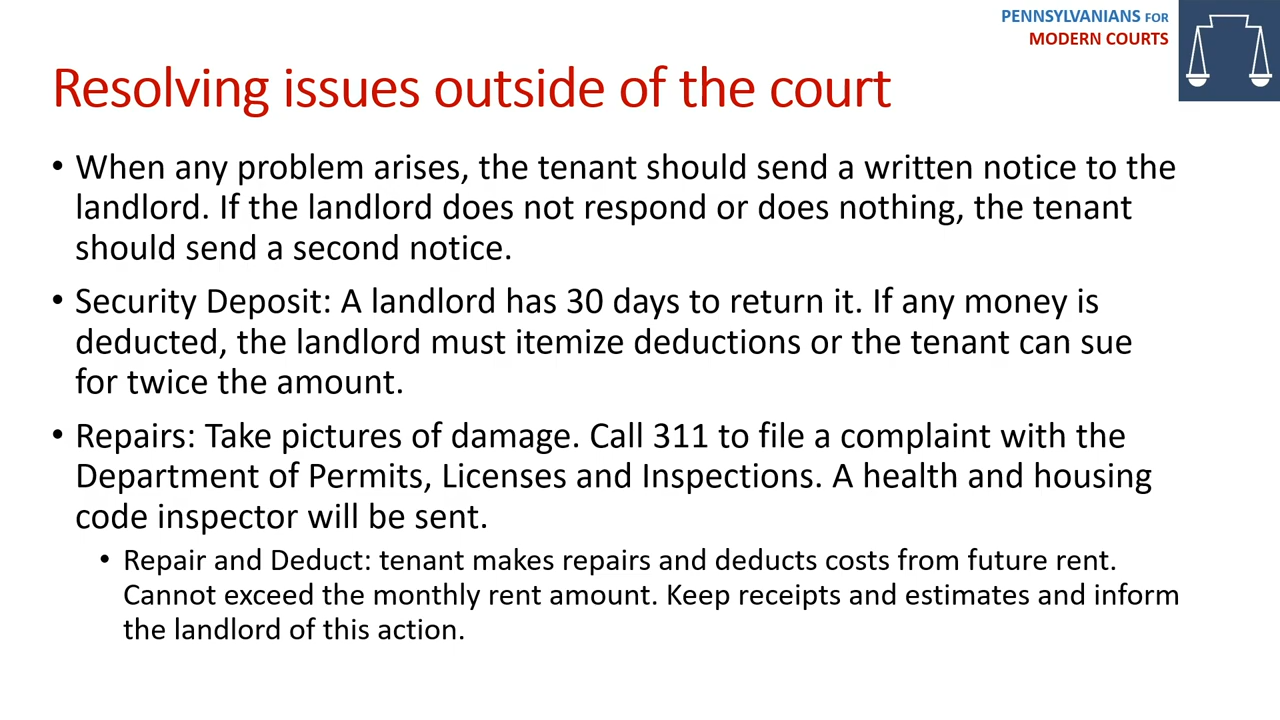 PENNSYLVANIANS FOR
MODERN COURTS
Resolving issues outside of the court
• When any problem arises, the tenant should send a written notice to the
landlord. If the landlord does not respond or does nothing, the tenant
should send a second notice.
• Security Deposit: A landlord has 30 days to return it. If any money is
deducted, the landlord must itemize deductions or the tenant can sue
for twice the amount.
• Repairs: Take pictures of damage. Call 311 to file a complaint with the
Department of Permits, Licenses and Inspections. A health and housing
code inspector will be sent.
• Repair and Deduct: tenant makes repairs and deducts costs from future rent.
Cannot exceed the monthly rent amount. Keep receipts and estimates and inform
the landlord of this action.